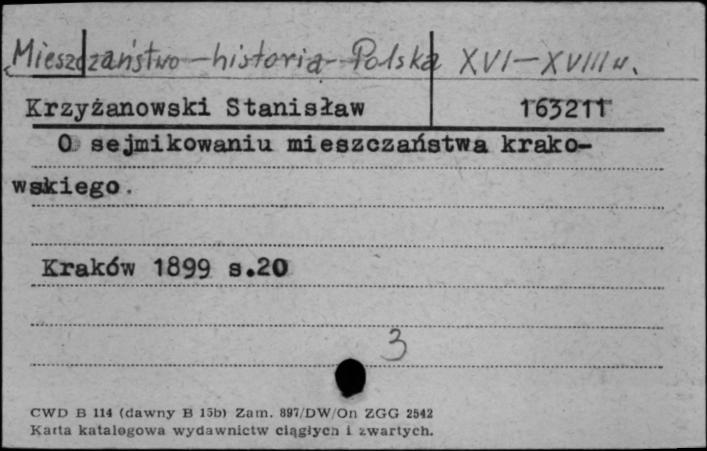 Mieszczaństwo – historia – Polska XVI – XVIII w.
Krzyżanowski Stanisław 163211
O sejmikowaniu mieszczaństwa krako-
wskiego.
Kraków 1899 s.20
3
CWD B 114 (dawny B 15b) Zam. 897/DW/On ZGG 2542
Karta katalogowa wydawnictw ciągłych i zwartych.